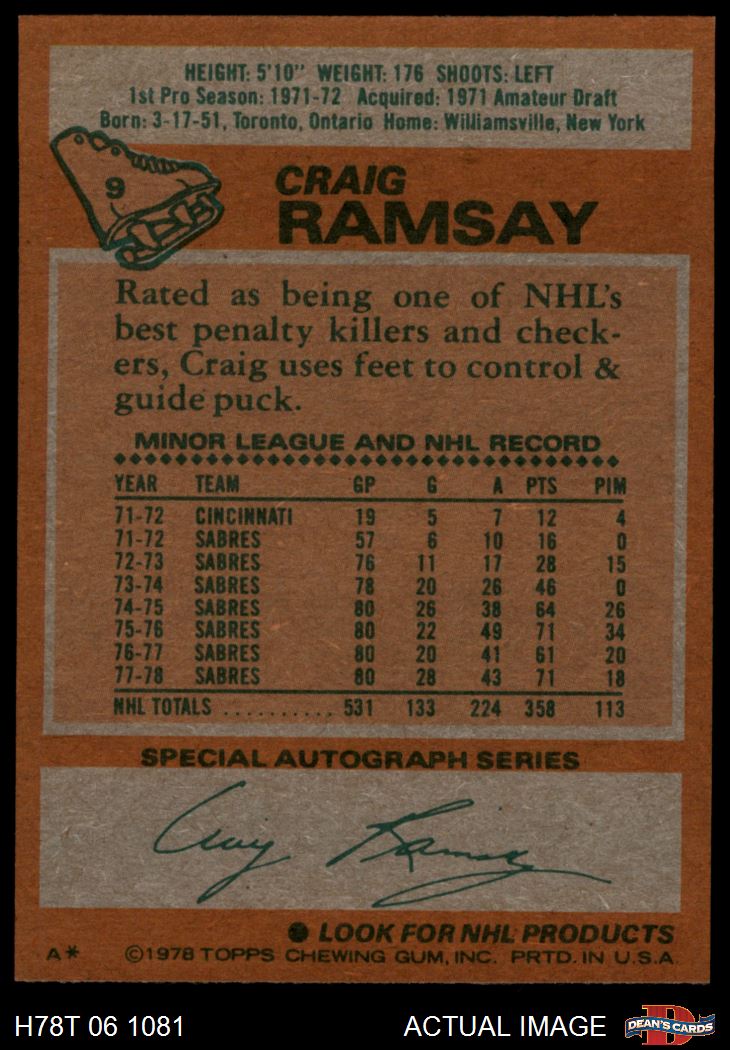 HEIGHT: 5'10" WEIGHT: 176 SHOOTS: LEFT
1st Pro Season: 1971-72 Acquired: 1971 Amateur Draft
Born: 3-17-51, Toronto, Ontario Home: Williamsville, New York
9
CRAIG
RAMSAY
Rated as being one of NHL's
best penalty killers and check-
ers, Craig uses feet to control &
guide puck.
MINOR LEAGUE AND NHL RECORD
YEAR TEAM GP G A PTS PIM
71-72 CINCINNATI 19 5 7 12 4
71-72 SABRES 57 6 10 16 0
72-73 SABRES 76 11 17 28 15
73-74 SABRES 78 20 26 46 0
74-75 SABRES 80 26 38 64 26
75-76 SABRES 80 22 49 71 34
76-77 SABRES 80 20 41 61 20
77-78 SABRES 80 28 43 71 18
NHL TOTALS .......... 531 133 224 358 113
SPECIAL AUTOGRAPH SERIES
Craig Ramsay
● LOOK FOR NHL PRODUCTS
A* ©1978 TOPPS CHEWING GUM, INC. PRTD. IN U.S.A.
H78T 06 1081 ACTUAL IMAGE D DEAN'S CARDS